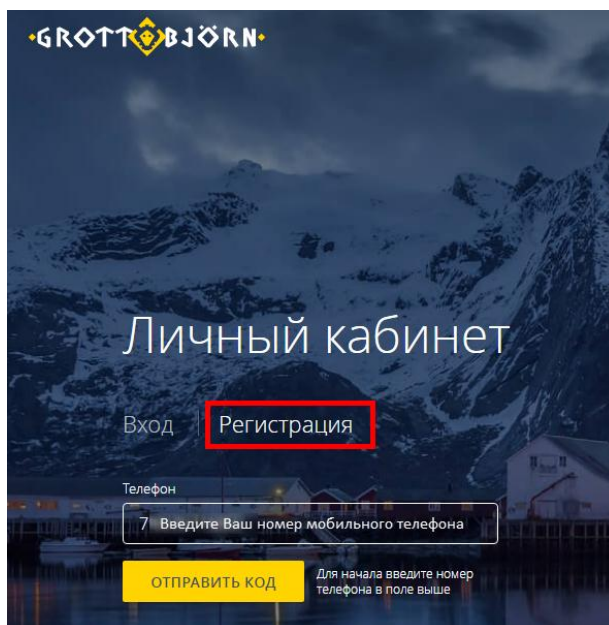 GROTTBJÖRN
Личный кабинет
Вход | Регистрация
Телефон
7 Введите Ваш номер мобильного телефона
ОТПРАВИТЬ КОД
Для начала введите номер
телефона в поле выше